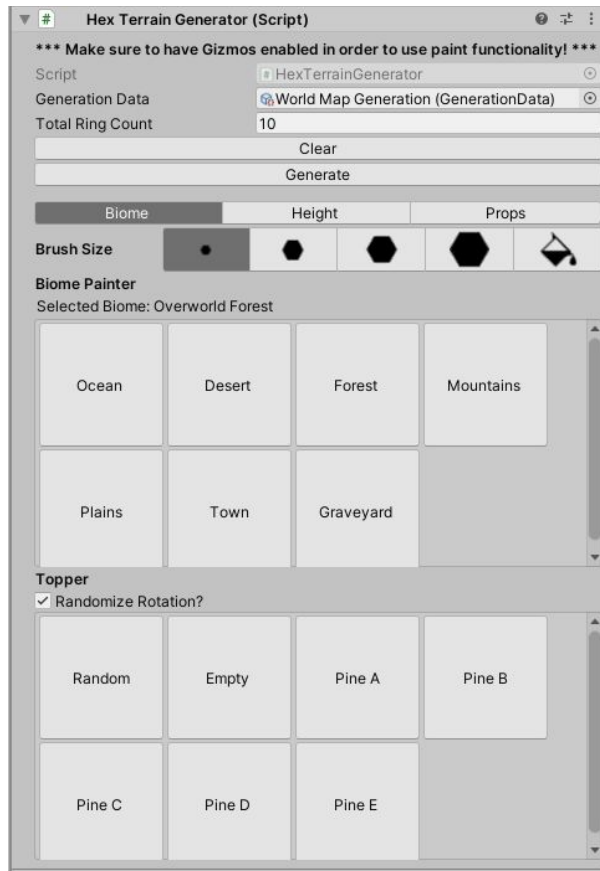 Hex Terrain Generator (Script)
*** Make sure to have Gizmos enabled in order to use paint functionality! ***
Script HexTerrainGenerator
Generation Data World Map Generation (GenerationData)
Total Ring Count 10
Clear
Generate
Biome Height Props
Brush Size
Biome Painter
Selected Biome: Overworld Forest
Ocean Desert Forest Mountains
Plains Town Graveyard
Topper
Randomize Rotation?
Random Empty Pine A Pine B
Pine C Pine D Pine E